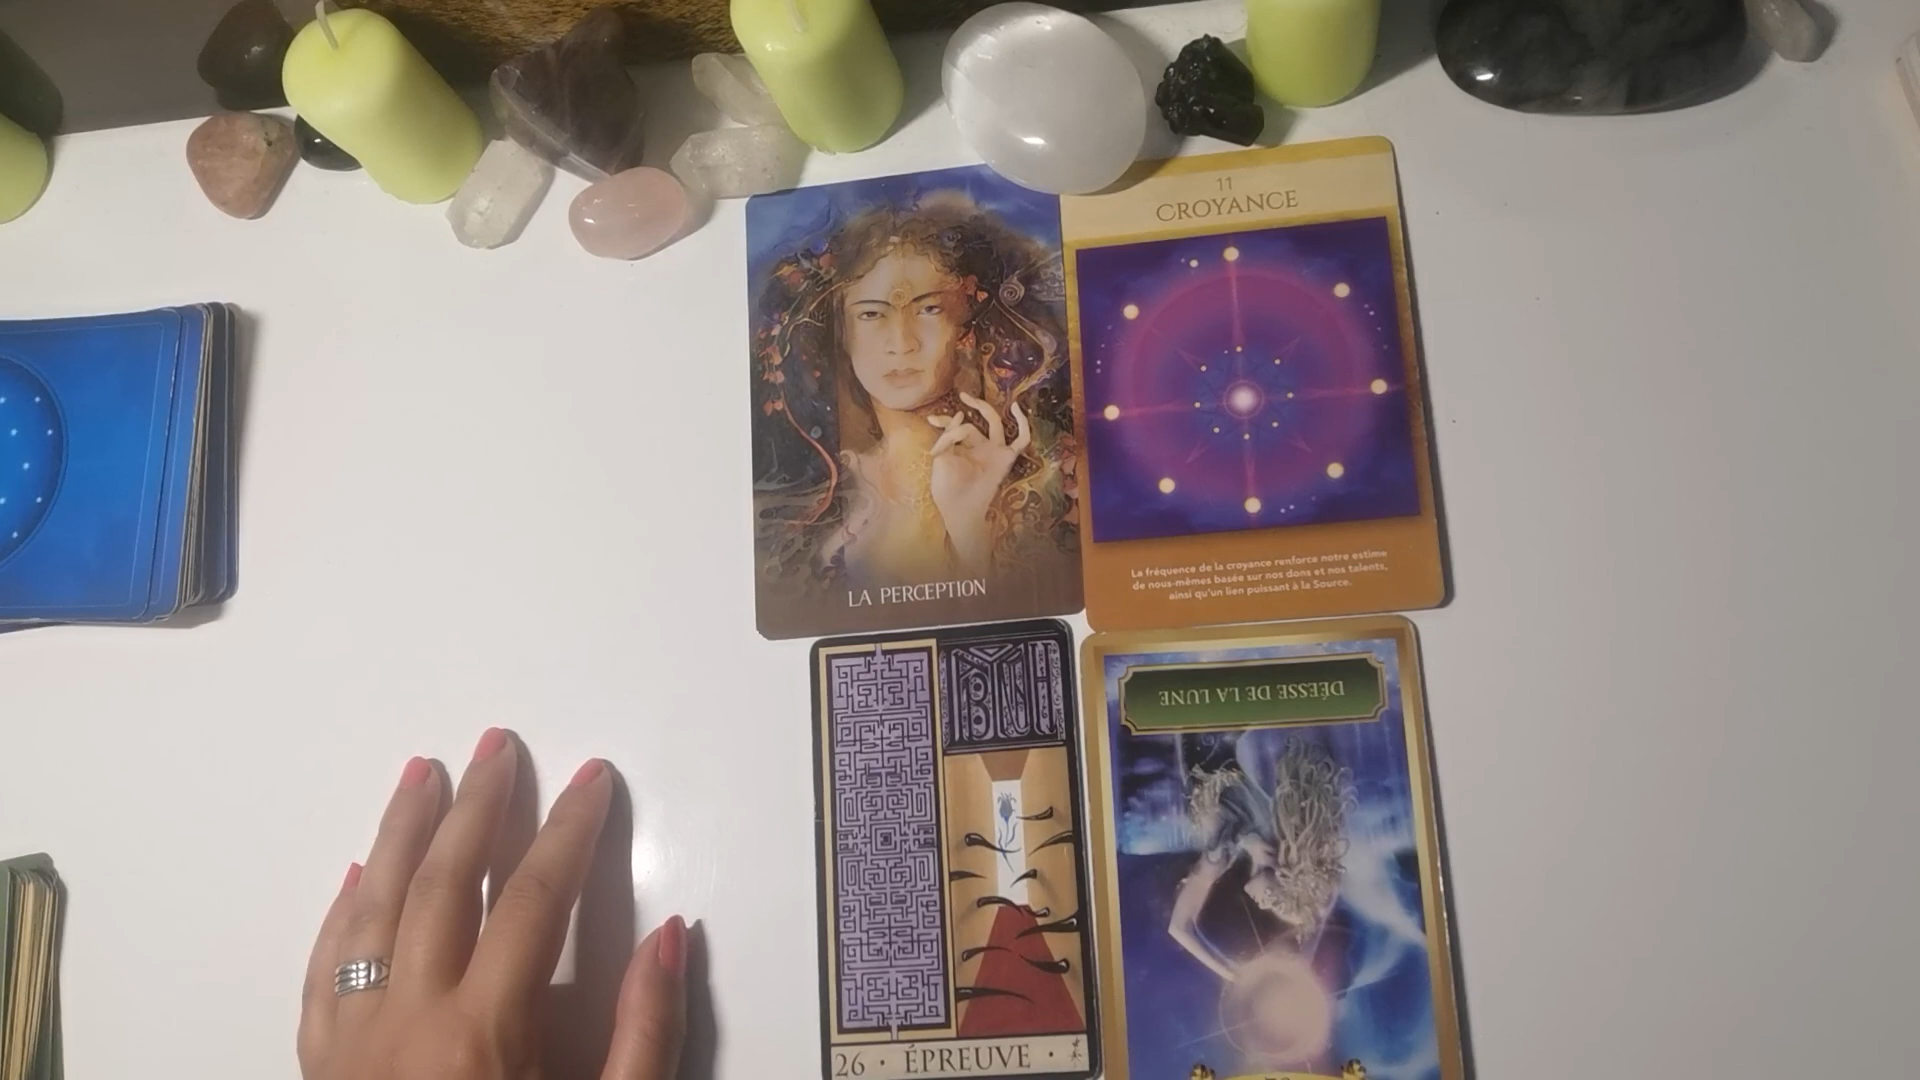 11
CROYANCE
LA PERCEPTION
La fréquence de la croyance renforce notre estime
de nous-mêmes basée sur nos dons et nos talents,
ainsi qu'un lien puissant à la Source.
DÉESSE DE LA LUNE
26 · ÉPREUVE ·